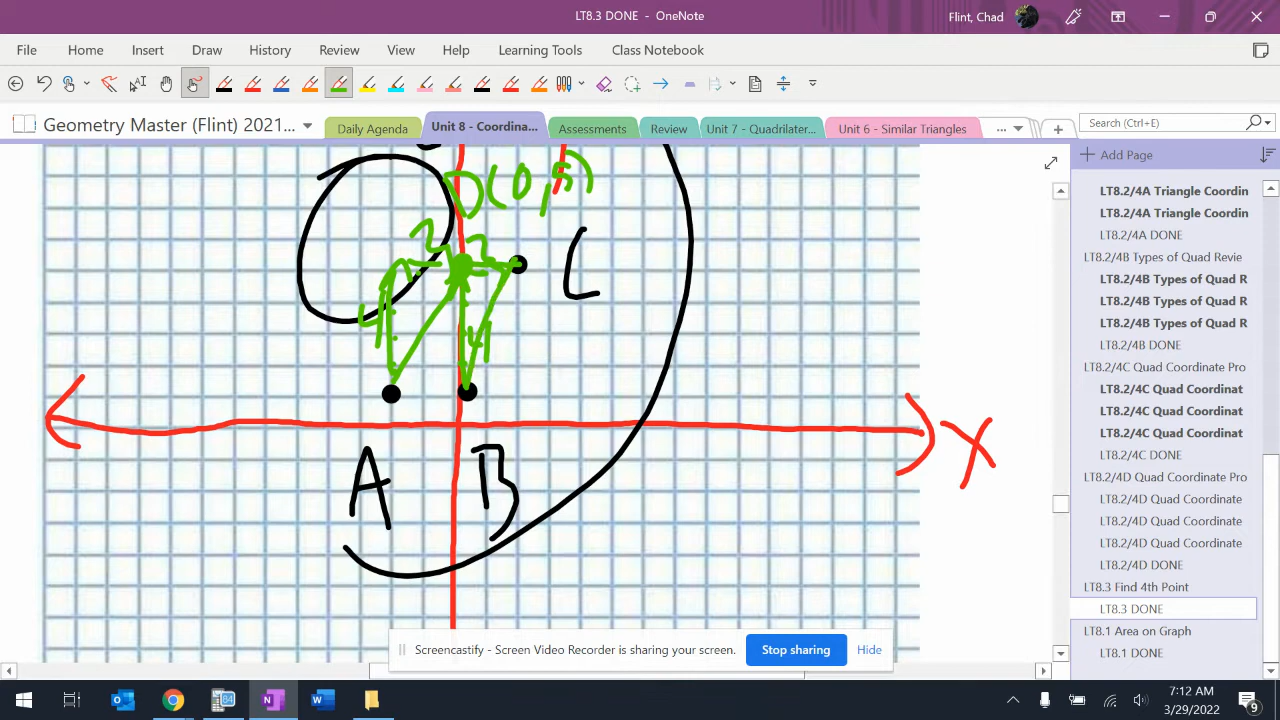 LT8.3 DONE - OneNote
Flint, Chad
File Home Insert Draw History Review View Help Learning Tools Class Notebook
Geometry Master (Flint) 2021...
Daily Agenda
Unit 8 - Coordina...
Assessments
Review
Unit 7 - Quadrilater...
Unit 6 - Similar Triangles
...
Search (Ctrl+E)
Add Page
LT8.2/4A Triangle Coordin
LT8.2/4A Triangle Coordin
LT8.2/4A DONE
LT8.2/4B Types of Quad Revie
LT8.2/4B Types of Quad R
LT8.2/4B Types of Quad R
LT8.2/4B Types of Quad R
LT8.2/4B DONE
LT8.2/4C Quad Coordinate Pro
LT8.2/4C Quad Coordinat
LT8.2/4C Quad Coordinat
LT8.2/4C Quad Coordinat
LT8.2/4C DONE
LT8.2/4D Quad Coordinate Pro
LT8.2/4D Quad Coordinate
LT8.2/4D Quad Coordinate
LT8.2/4D Quad Coordinate
LT8.2/4D DONE
LT8.3 Find 4th Point
LT8.3 DONE
LT8.1 Area on Graph
LT8.1 DONE
D(0,5)
2
2
C
4
4
X
A B
Screencastify - Screen Video Recorder is sharing your screen.
Stop sharing
Hide
84
7:12 AM
3/29/2022
9